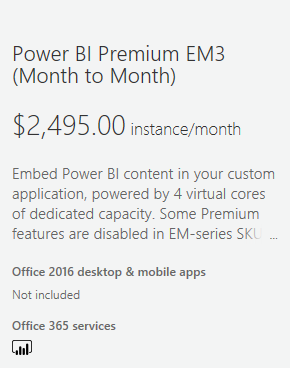 Power BI Premium EM3
(Month to Month)
$2,495.00 instance/month
Embed Power BI content in your custom
application, powered by 4 virtual cores
of dedicated capacity. Some Premium
features are disabled in EM-series SKU ...
Office 2016 desktop & mobile apps
Not included
Office 365 services